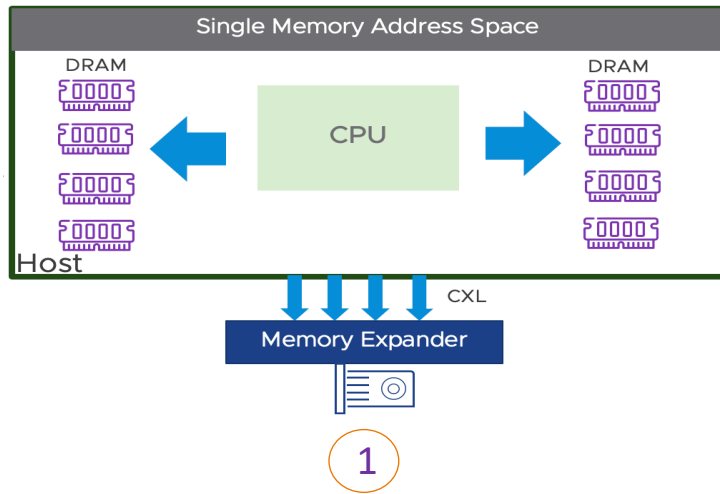 Single Memory Address Space
DRAM
DRAM
CPU
Host
CXL
Memory Expander
1